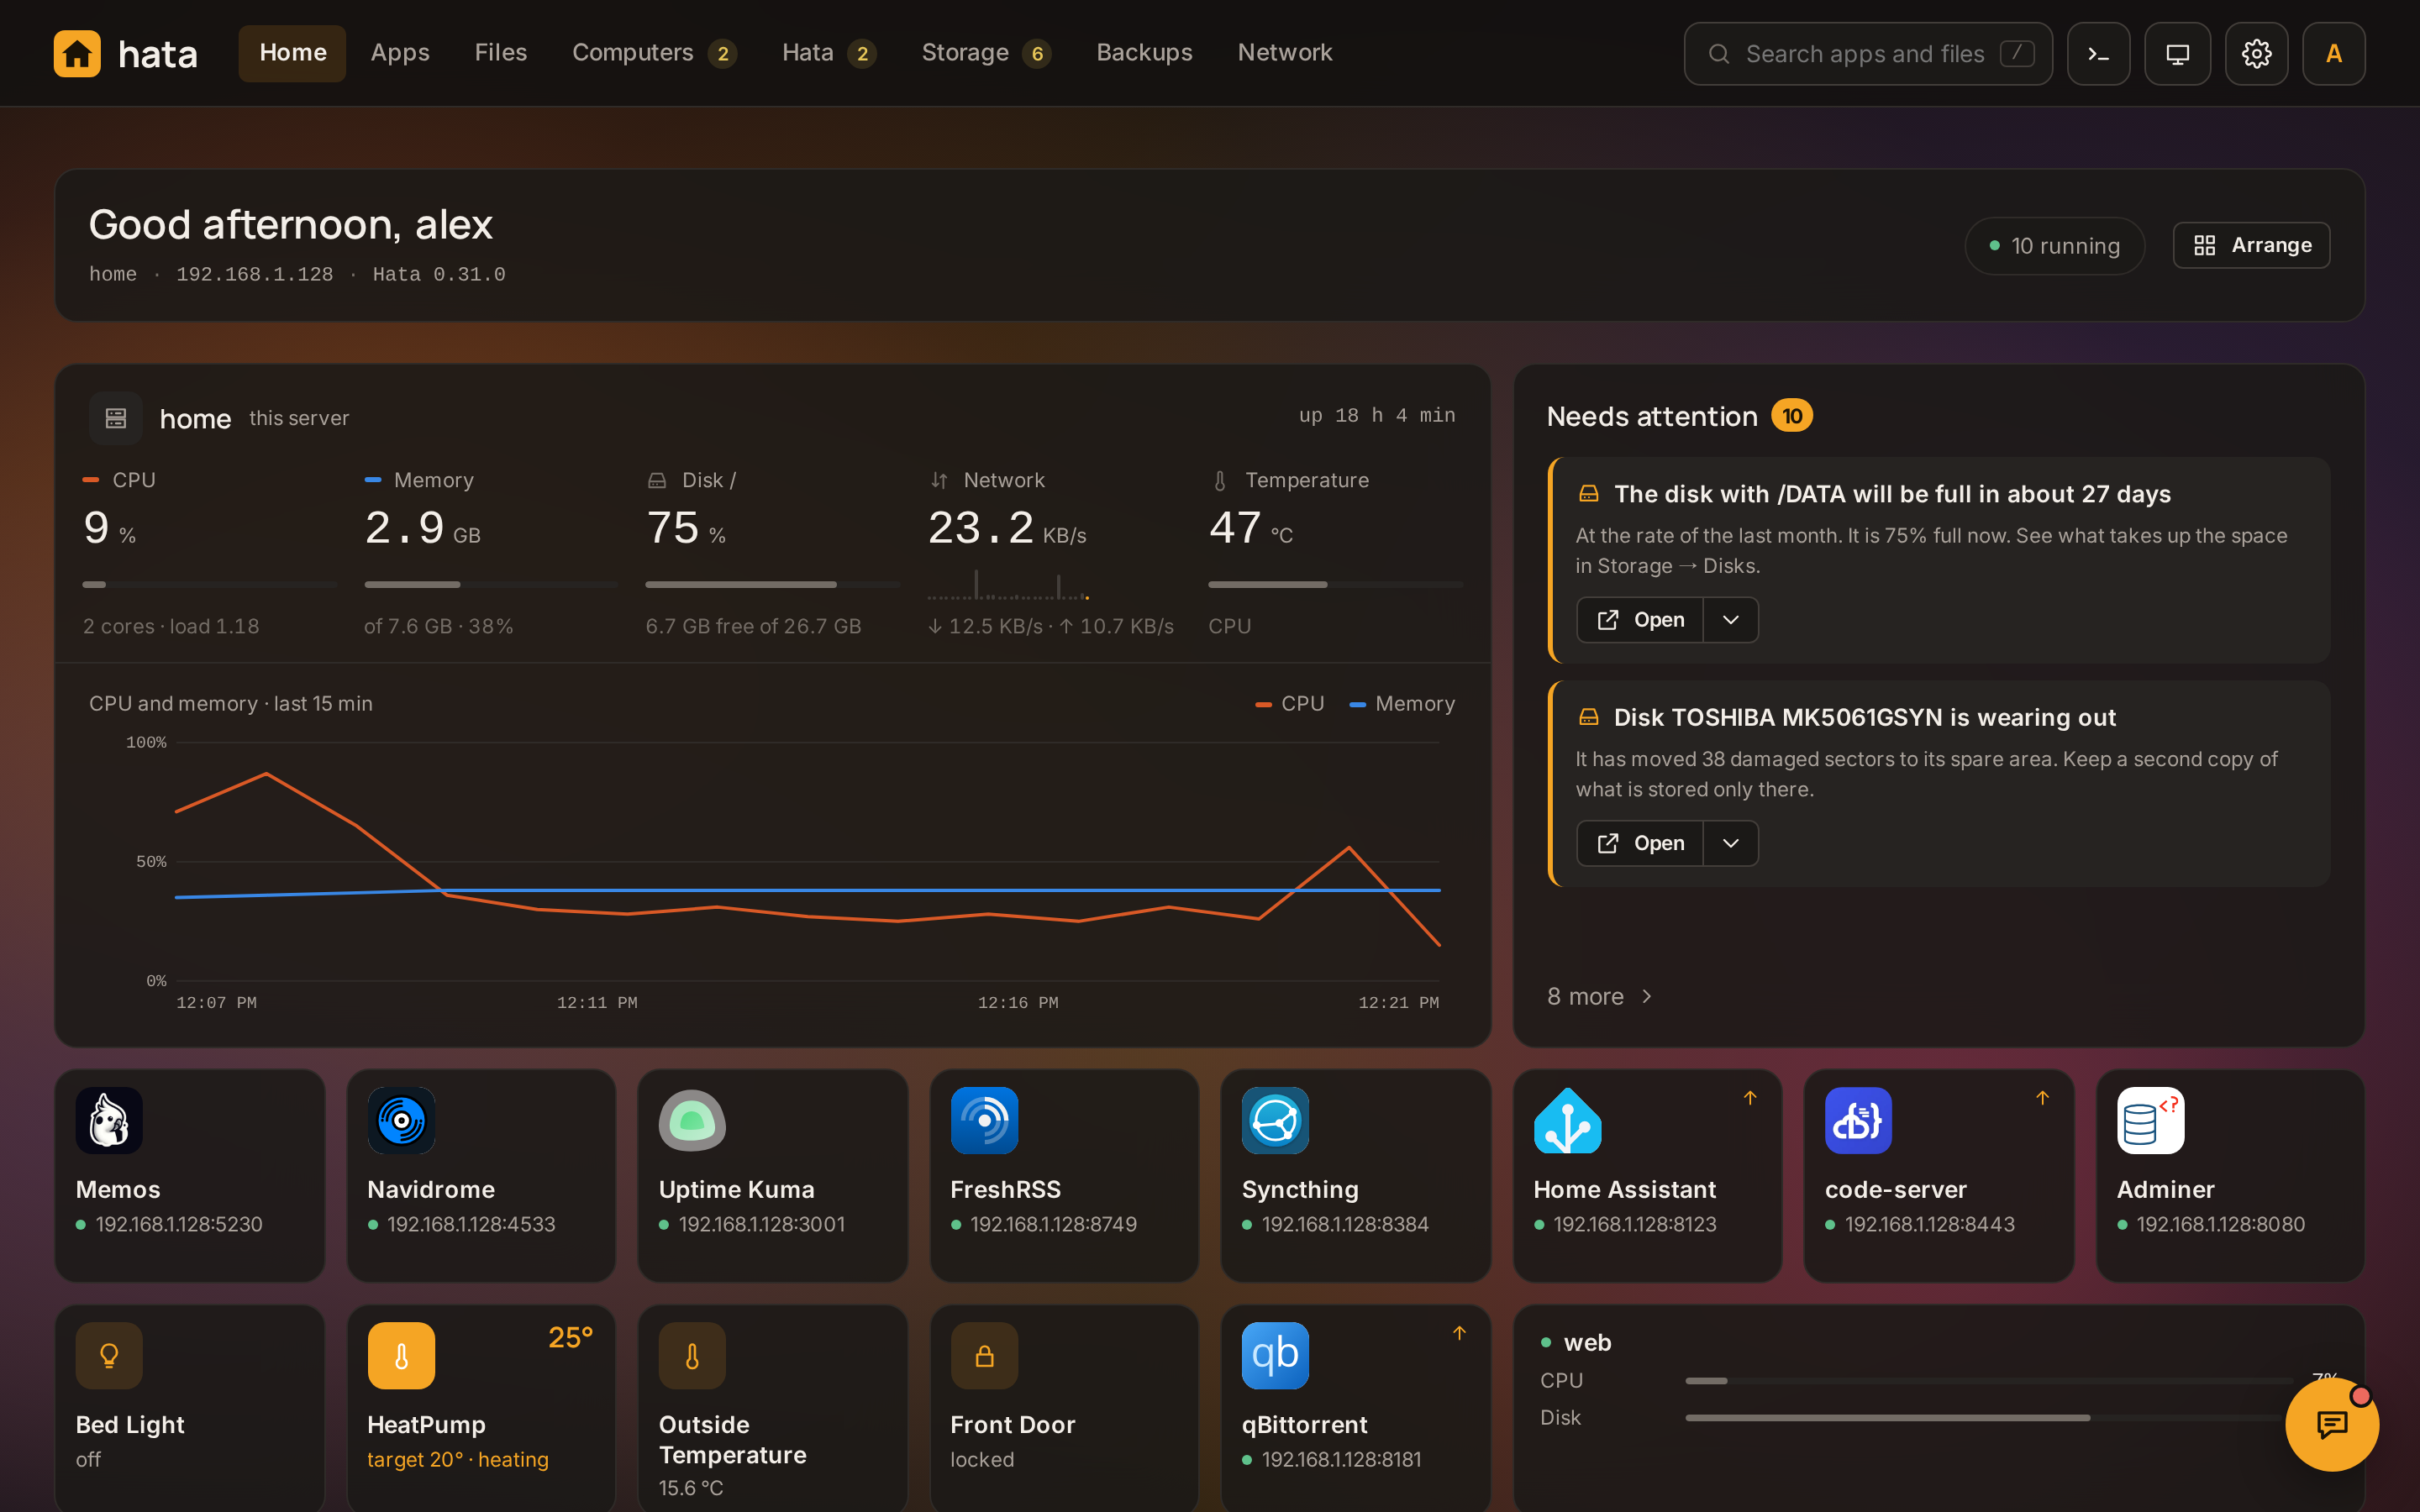 hata
Home
Apps
Files
Computers 2
Hata 2
Storage 6
Backups
Network
Search apps and files /
A
Good afternoon, alex
home · 192.168.1.128 · Hata 0.31.0
10 running
Arrange
home this server
up 18 h 4 min
CPU
9 %
2 cores · load 1.18
Memory
2.9 GB
of 7.6 GB · 38%
Disk /
75 %
6.7 GB free of 26.7 GB
Network
23.2 KB/s
↓ 12.5 KB/s · ↑ 10.7 KB/s
Temperature
47 °C
CPU
CPU and memory · last 15 min
CPU
Memory
100%
50%
0%
12:07 PM
12:11 PM
12:16 PM
12:21 PM
Needs attention 10
The disk with /DATA will be full in about 27 days
At the rate of the last month. It is 75% full now. See what takes up the space
in Storage → Disks.
Open
Disk TOSHIBA MK5061GSYN is wearing out
It has moved 38 damaged sectors to its spare area. Keep a second copy of
what is stored only there.
Open
8 more
Memos
192.168.1.128:5230
Navidrome
192.168.1.128:4533
Uptime Kuma
192.168.1.128:3001
FreshRSS
192.168.1.128:8749
Syncthing
192.168.1.128:8384
Home Assistant
192.168.1.128:8123
code-server
192.168.1.128:8443
<?
Adminer
192.168.1.128:8080
Bed Light
off
25°
HeatPump
target 20° · heating
Outside
Temperature
15.6 °C
Front Door
locked
qb
qBittorrent
192.168.1.128:8181
web
CPU
Disk